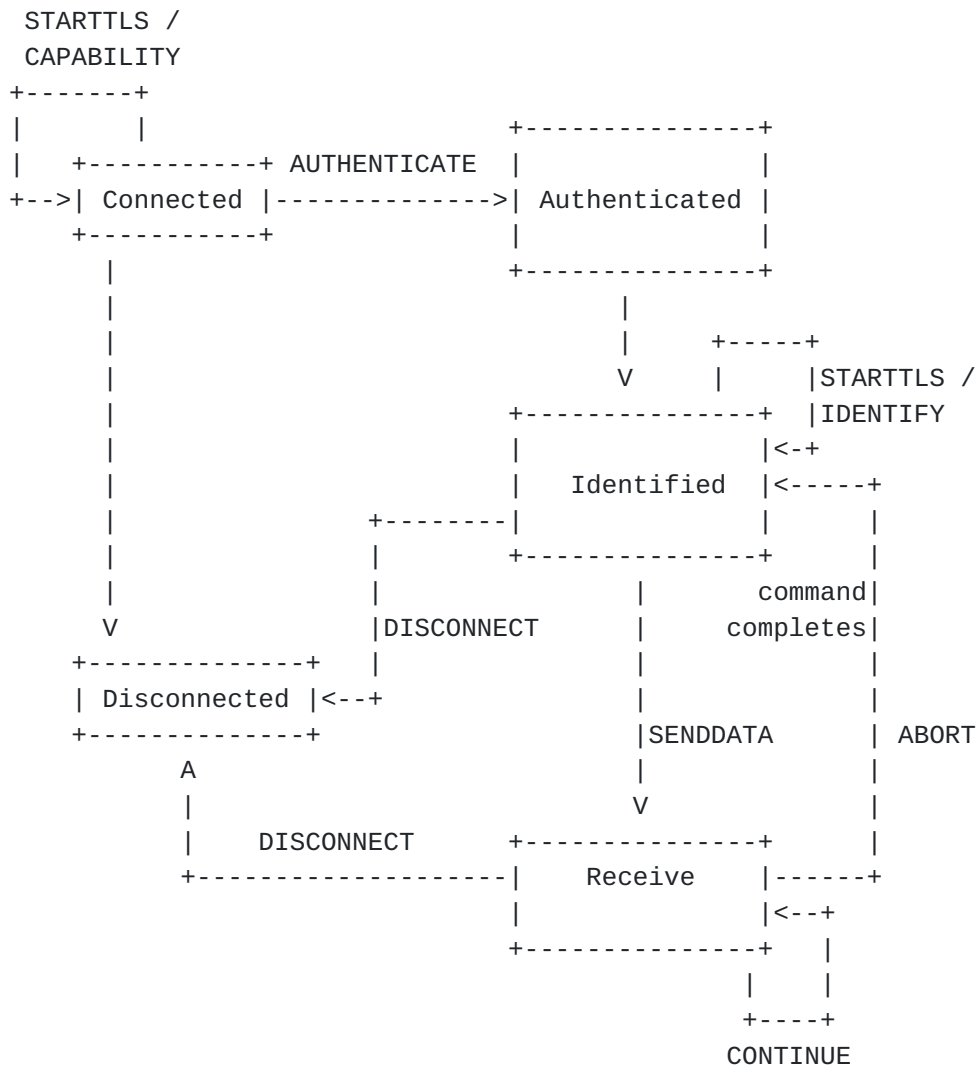 STARTTLS /
CAPABILITY
AUTHENTICATE
Connected
Authenticated
STARTTLS /
IDENTIFY
Identified
command
DISCONNECT
completes
Disconnected
SENDDATA
ABORT
DISCONNECT
Receive
CONTINUE